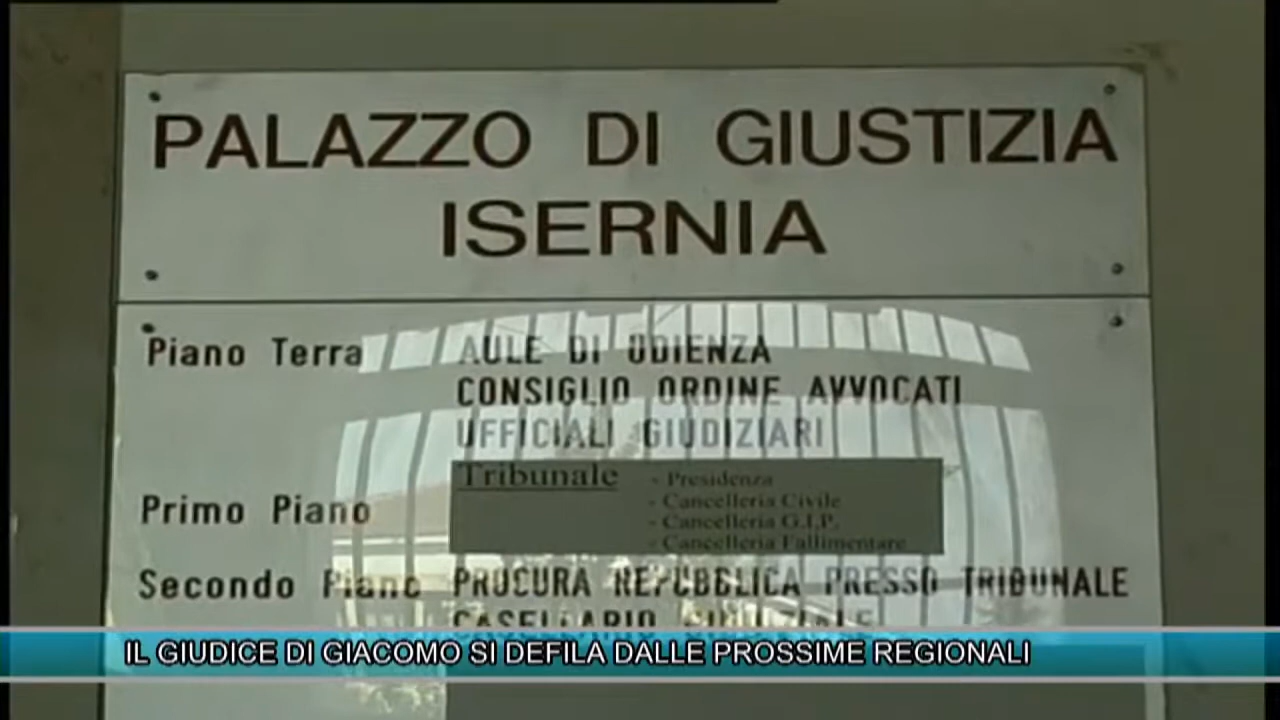 PALAZZO DI GIUSTIZIA
ISERNIA
Piano Terra AULE DI UDIENZA
CONSIGLIO ORDINE AVVOCATI
UFFICIALI GIUDIZIARI
Tribunale - Presidenza
- Cancelleria Civile
Primo Piano
- Cancelleria G.I.P.
- Cancelleria Fallimentare
Secondo Piano PROCURA REPUBBLICA PRESSO TRIBUNALE
CASELLARIO GIUDIZIALE
IL GIUDICE DI GIACOMO SI DEFILA DALLE PROSSIME REGIONALI